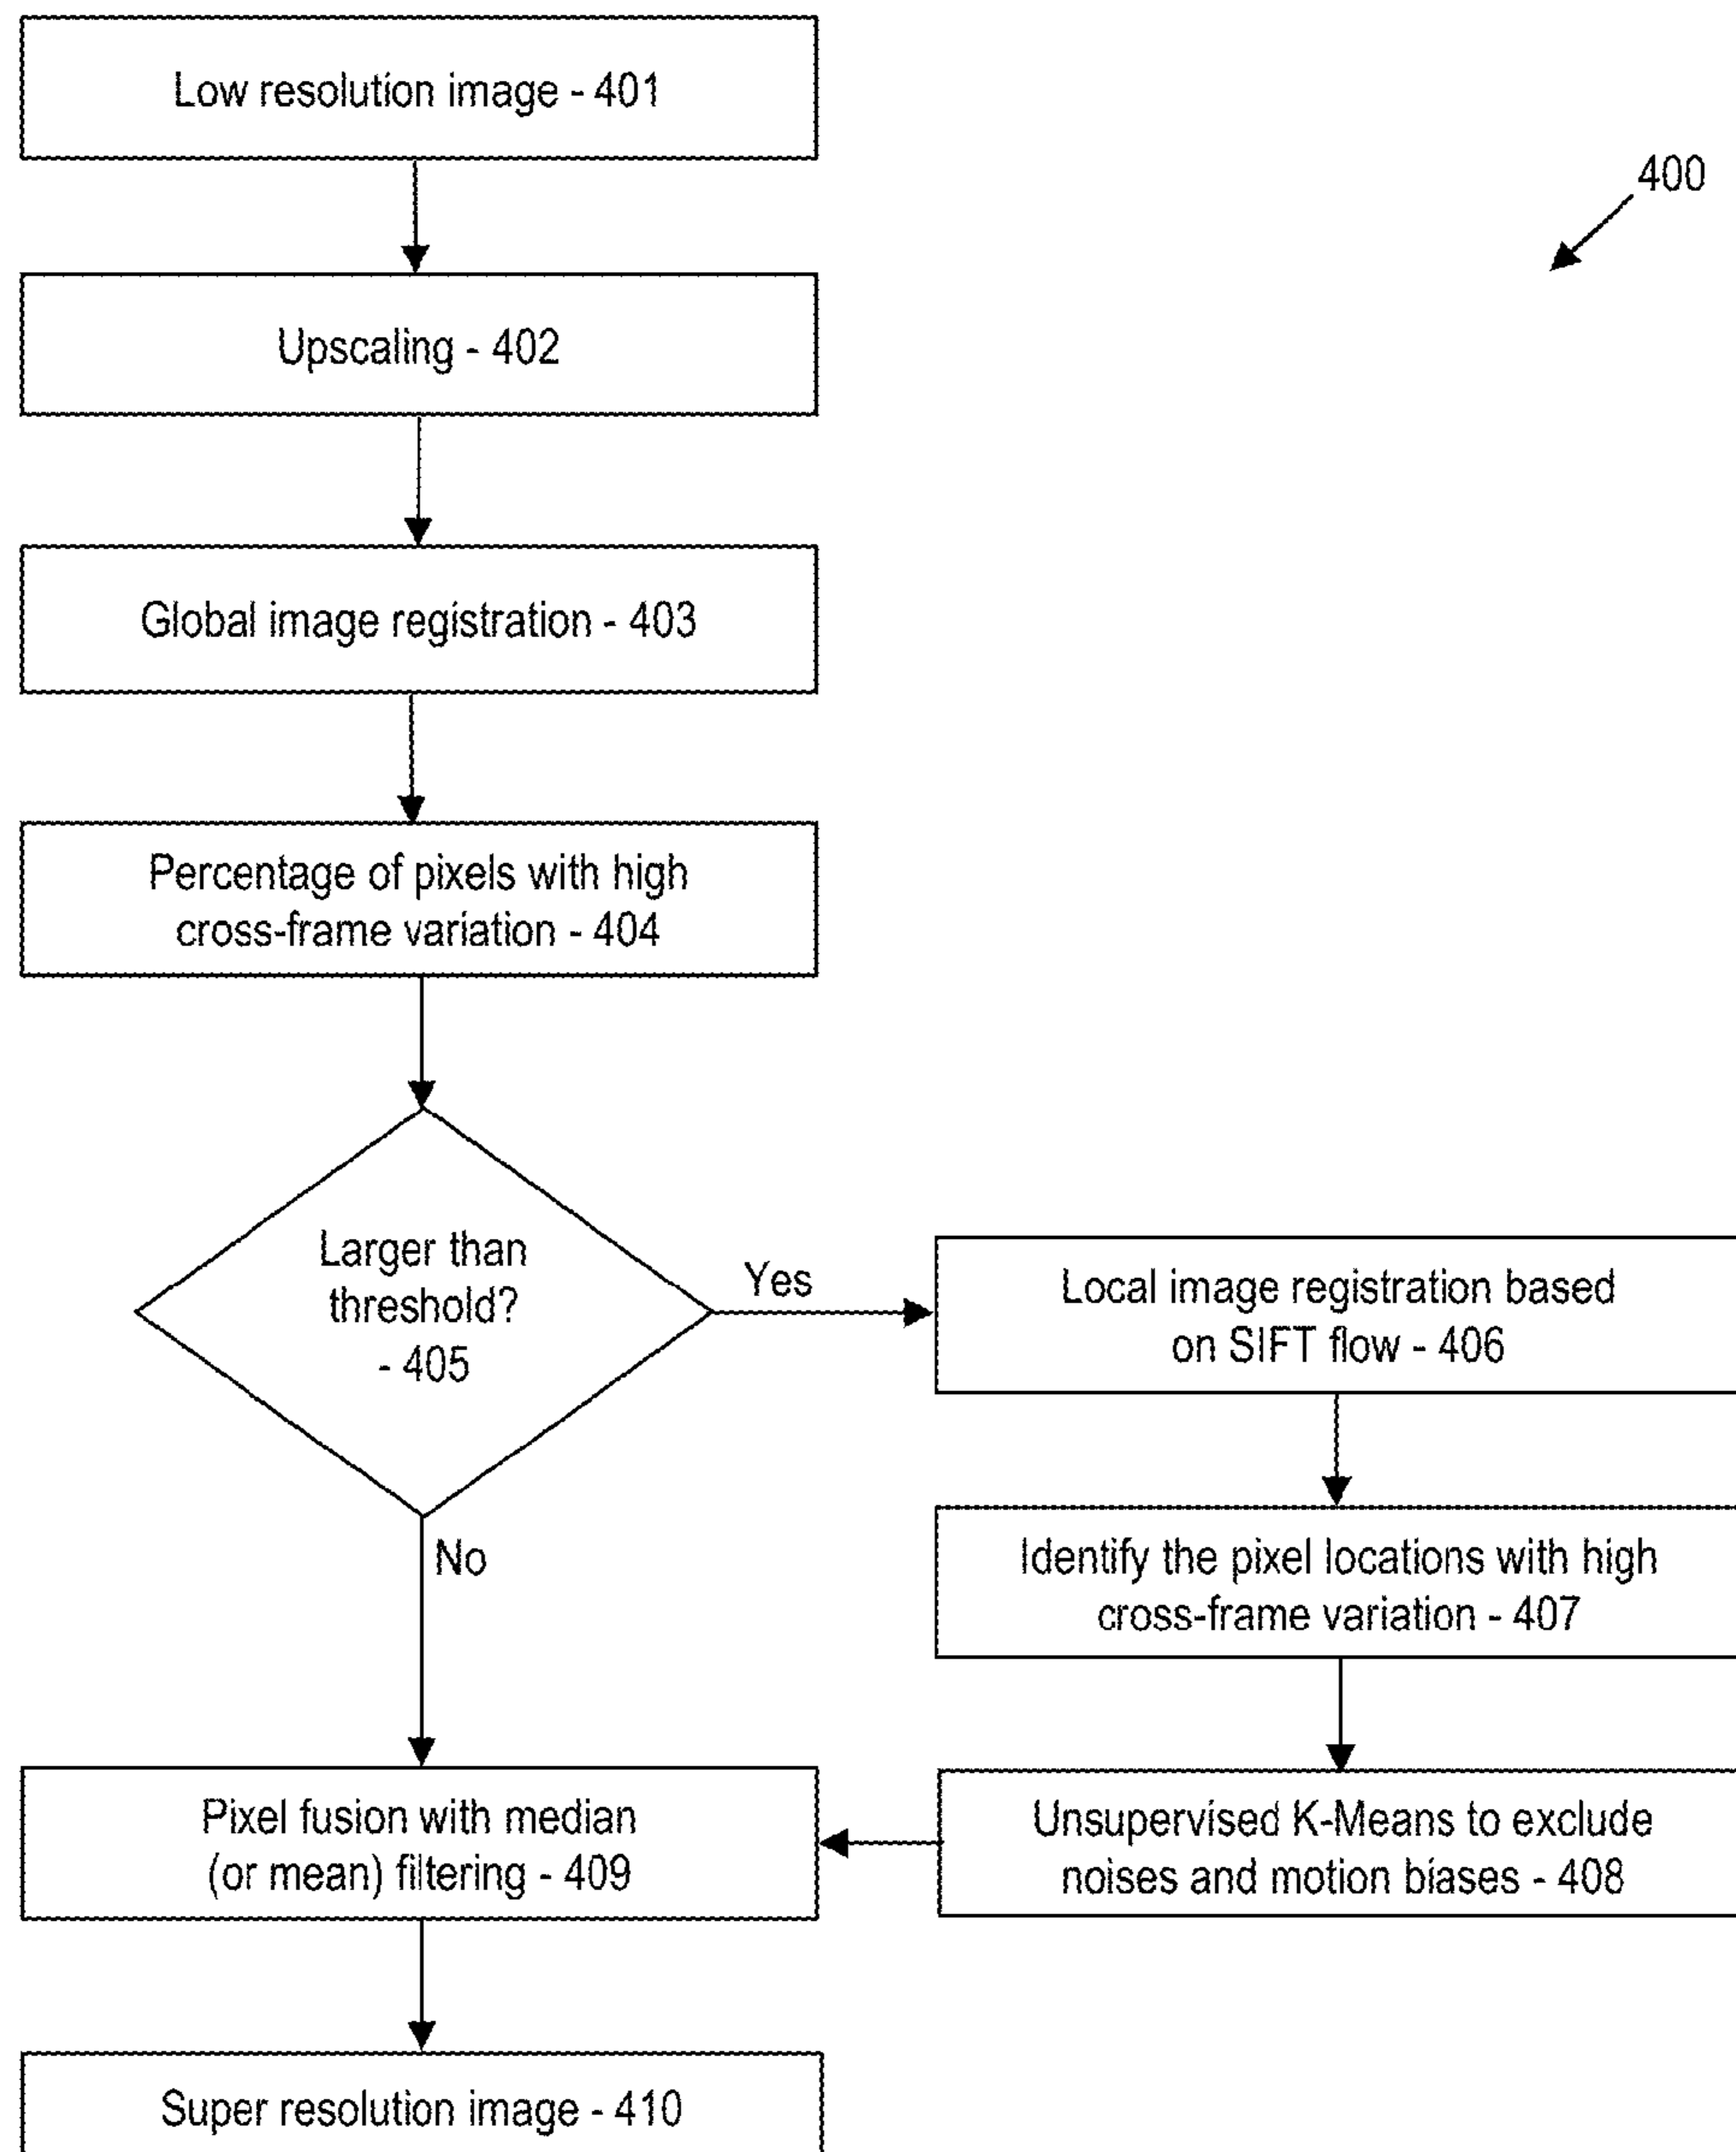 Low resolution image - 401
400
Upscaling - 402
Global image registration - 403
Percentage of pixels with high
cross-frame variation - 404
Larger than
threshold?
- 405
Yes
Local image registration based
on SIFT flow - 406
No
Identify the pixel locations with high
cross-frame variation - 407
Pixel fusion with median
(or mean) filtering - 409
Unsupervised K-Means to exclude
noises and motion biases - 408
Super resolution image - 410